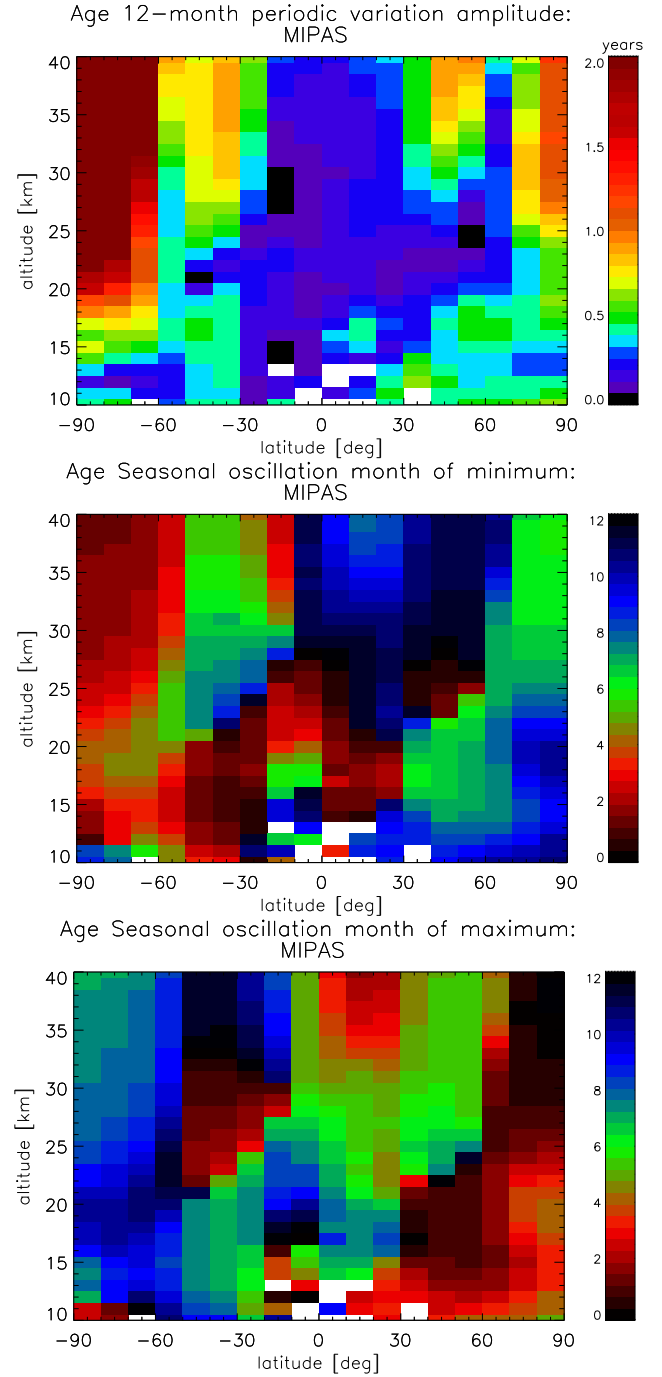 Age 12-month periodic variation amplitude:
MIPAS
years
40
35
30
25
20
15
10
altitude [km]
2.0
1.5
1.0
0.5
0.0
-90 -60 -30 0 30 60 90
latitude [deg]
Age Seasonal oscillation month of minimum:
MIPAS
40
35
30
25
20
15
10
altitude [km]
12
10
8
6
4
2
0
-90 -60 -30 0 30 60 90
latitude [deg]
Age Seasonal oscillation month of maximum:
MIPAS
40
35
30
25
20
15
10
altitude [km]
12
10
8
6
4
2
0
-90 -60 -30 0 30 60 90
latitude [deg]